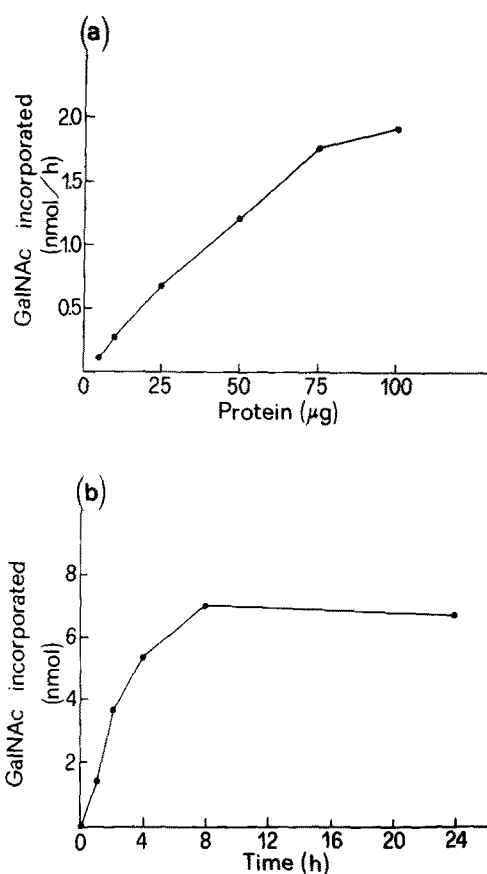 (a)
GalNAc incorporated
(nmol/h)
2.0
1.5
1.0
0.5
0 25 50 75 100
Protein (μg)
(b)
GalNAc incorporated
(nmol)
8
6
4
2
0 4 8 12 16 20 24
Time (h)